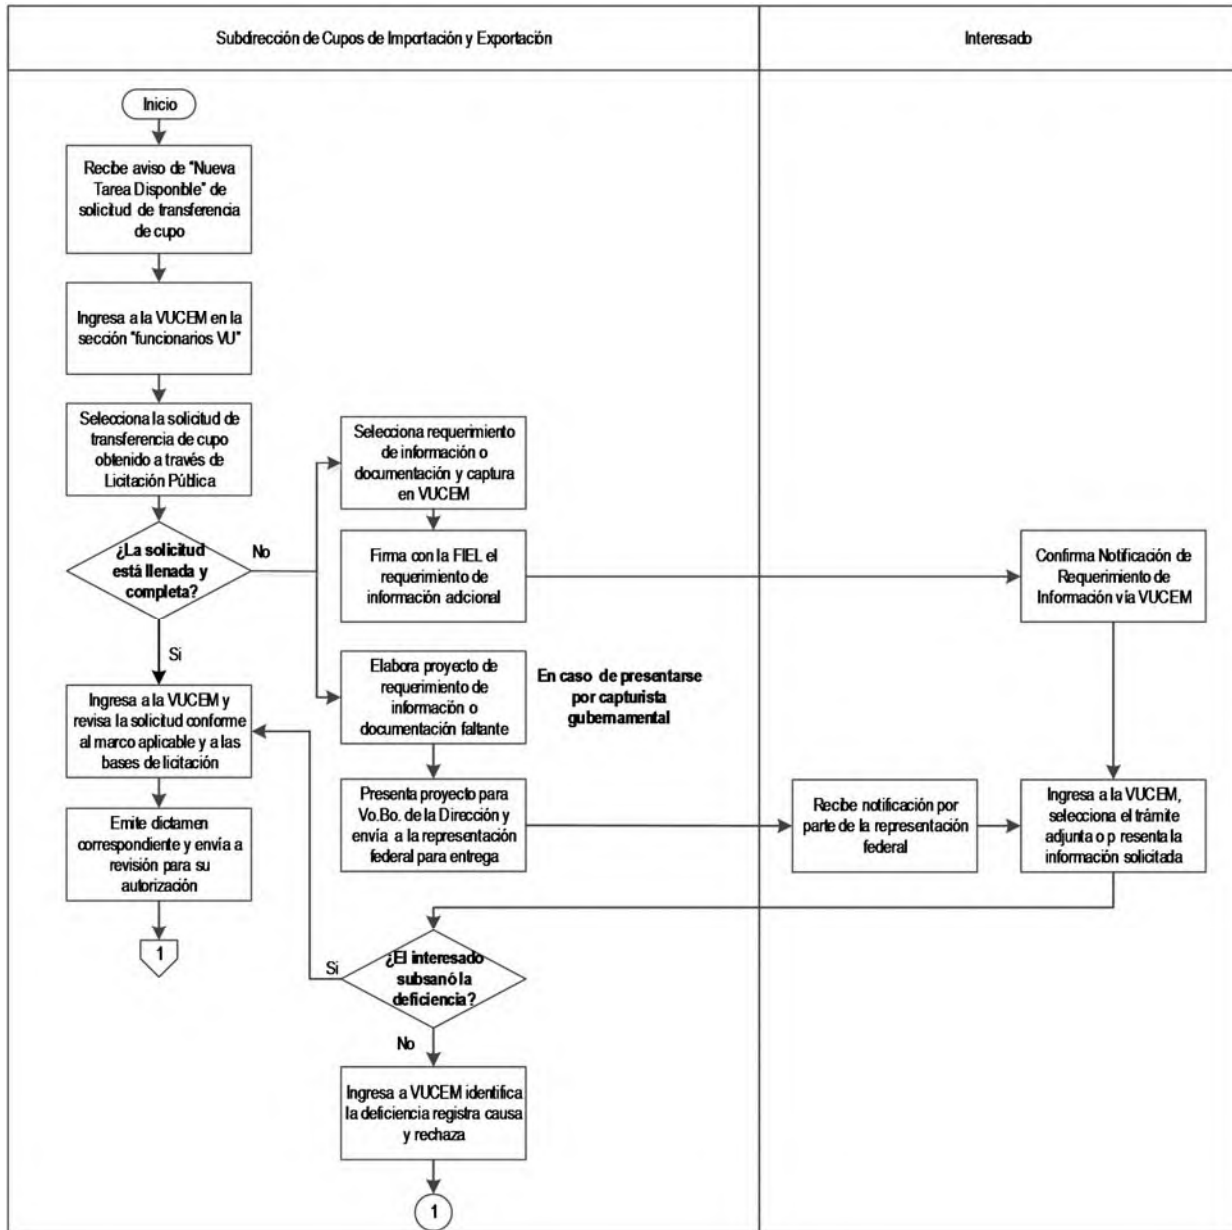 Subdirección de Cupos de Importación y Exportación
Interesado
Inicio
Recibe aviso de "Nueva
Tarea Disponible" de
solicitud de transferencia
de cupo
Ingresa a la VUCEM en la
sección "funcionarios VU"
Selecciona la solicitud de
transferencia de cupo
obtenido a través de
Licitación Pública
¿La solicitud
está llenada y
completa?
No
Si
Selecciona requerimiento
de información o
documentación y captura
en VUCEM
Firma con la FIEL el
requerimiento de
información adicional
Confirma Notificación de
Requerimiento de
Información vía VUCEM
Elabora proyecto de
requerimiento de
información o
documentación faltante
En caso de presentarse
por capturista
gubernamental
Ingresa a la VUCEM y
revisa la solicitud conforme
al marco aplicable y a las
bases de licitación
Presenta proyecto para
Vo.Bo. de la Dirección y
envía a la representación
federal para entrega
Recibe notificación por
parte de la representación
federal
Ingresa a la VUCEM,
selecciona el trámite
adjunta o p resenta la
información solicitada
Emite dictamen
correspondiente y envía a
revisión para su
autorización
1
¿El interesado
subsanó la
deficiencia?
Si
No
Ingresa a VUCEM identifica
la deficiencia registra causa
y rechaza
1